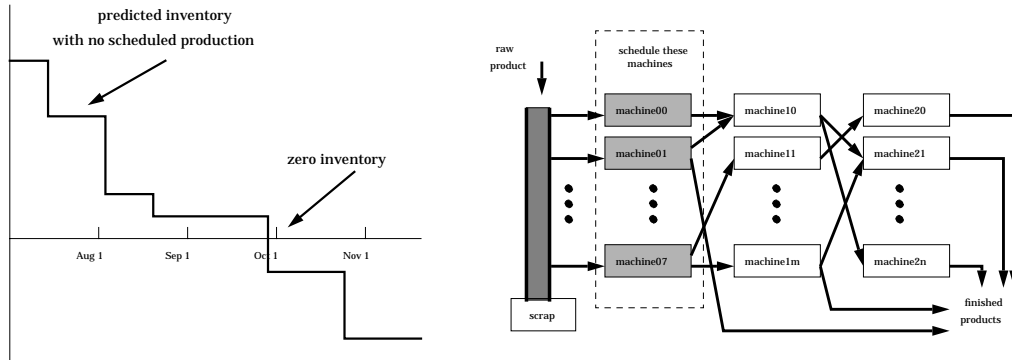 predicted inventory
with no scheduled production
zero inventory
Aug 1
Sep 1
Oct 1
Nov 1
raw
product
schedule these
machines
machine00
machine10
machine20
machine01
machine11
machine21
machine07
machine1m
machine2n
scrap
finished
products